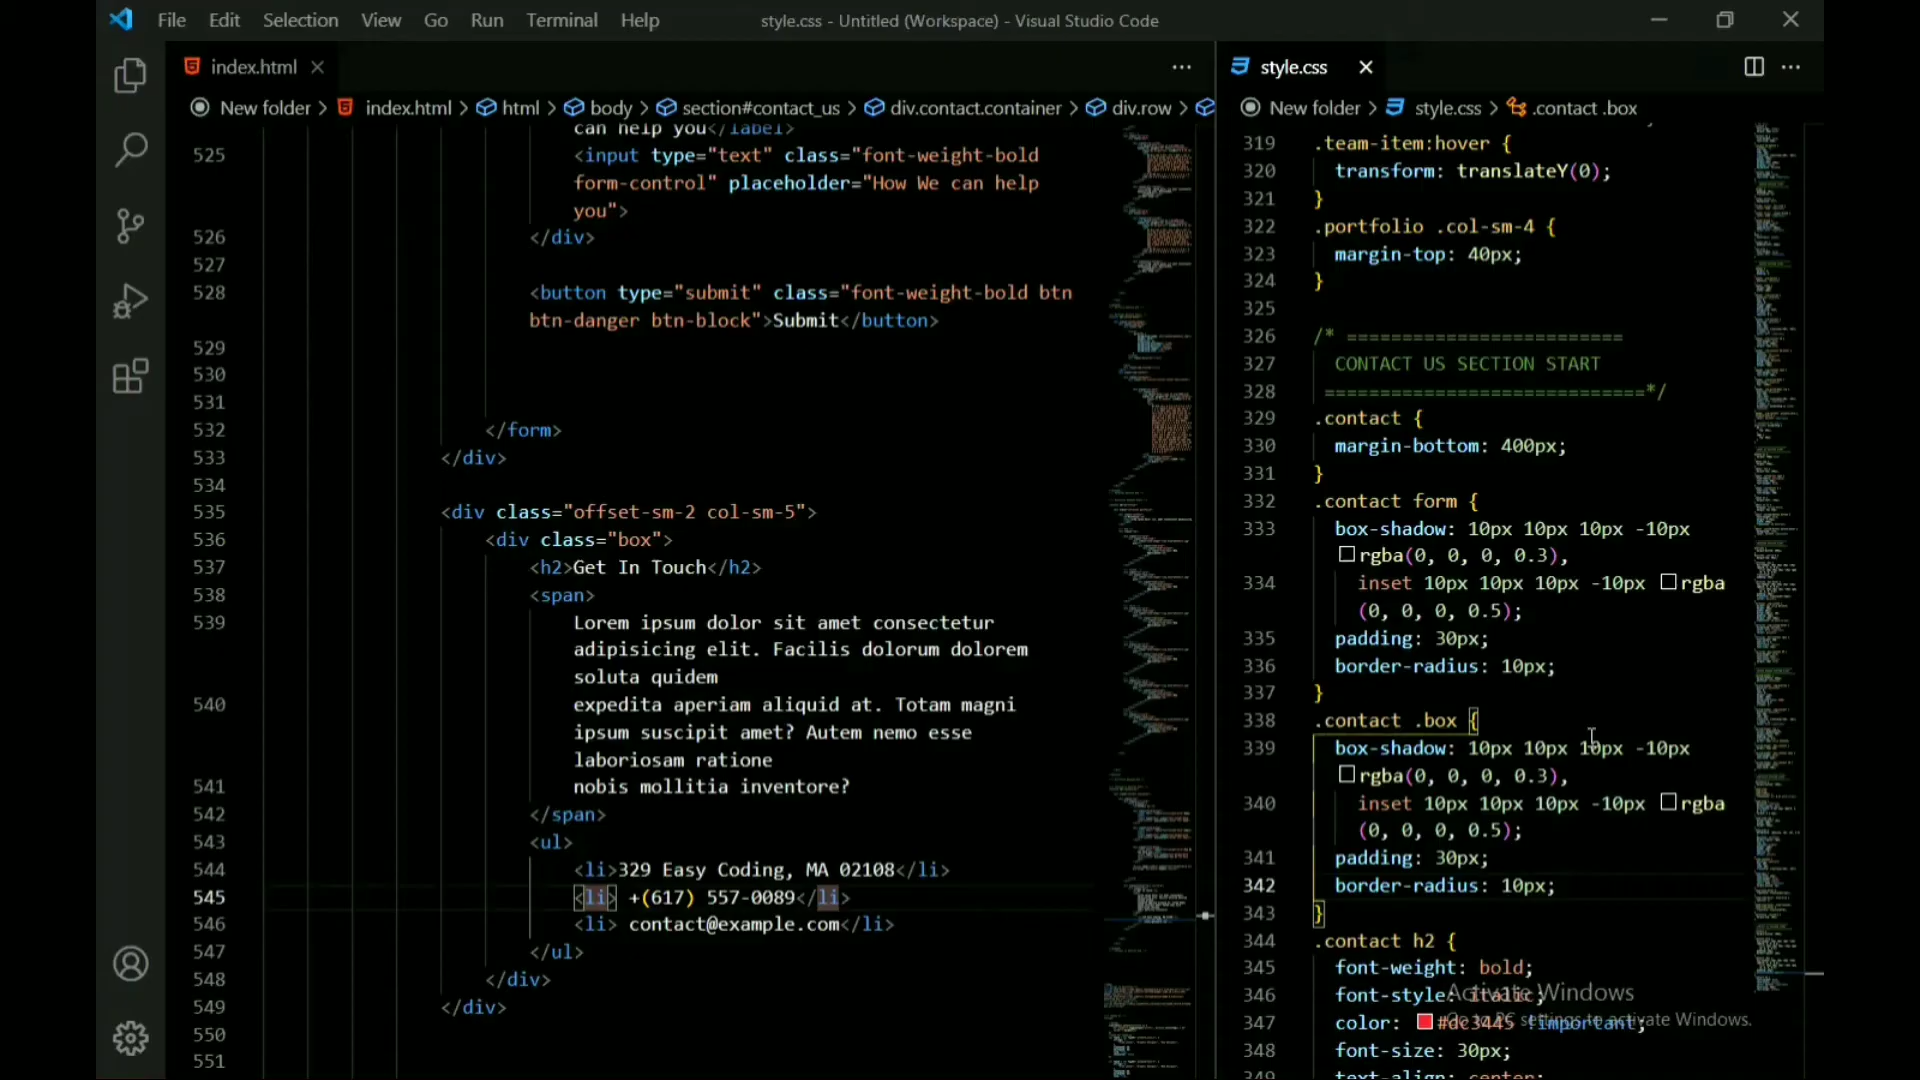 File Edit Selection View Go Run Terminal Help style.css - Untitled (Workspace) - Visual Studio Code
index.html
New folder > index.html > html > body > section#contact_us > div.contact.container > div.row >
can help you</label>
525 <input type="text" class="font-weight-bold
form-control" placeholder="How We can help
you">
526 </div>
527
528 <button type="submit" class="font-weight-bold btn
btn-danger btn-block">Submit</button>
529
530
531
532 </form>
533 </div>
534
535 <div class="offset-sm-2 col-sm-5">
536 <div class="box">
537 <h2>Get In Touch</h2>
538 <span>
539 Lorem ipsum dolor sit amet consectetur
adipisicing elit. Facilis dolorum dolorem
soluta quidem
540 expedita aperiam aliquid at. Totam magni
ipsum suscipit amet? Autem nemo esse
laboriosam ratione
541 nobis mollitia inventore?
542 </span>
543 <ul>
544 <li>329 Easy Coding, MA 02108</li>
545 <li> +(617) 557-0089</li>
546 <li> contact@example.com</li>
547 </ul>
548 </div>
549 </div>
550
551
style.css
New folder > style.css > .contact .box
319 .team-item:hover {
320 transform: translateY(0);
321 }
322 .portfolio .col-sm-4 {
323 margin-top: 40px;
324 }
325
326 /* =========================
327 CONTACT US SECTION START
328 =============================*/
329 .contact {
330 margin-bottom: 400px;
331 }
332 .contact form {
333 box-shadow: 10px 10px 10px -10px
rgba(0, 0, 0, 0.3),
334 inset 10px 10px 10px -10px rgba
(0, 0, 0, 0.5);
335 padding: 30px;
336 border-radius: 10px;
337 }
338 .contact .box {
339 box-shadow: 10px 10px 10px -10px
rgba(0, 0, 0, 0.3),
340 inset 10px 10px 10px -10px rgba
(0, 0, 0, 0.5);
341 padding: 30px;
342 border-radius: 10px;
343 }
344 .contact h2 {
345 font-weight: bold;
346 font-style: italic;
347 color: #dc3445 !important;
348 font-size: 30px;
349 text-align: center;
Activate Windows
Go to PC settings to activate Windows.